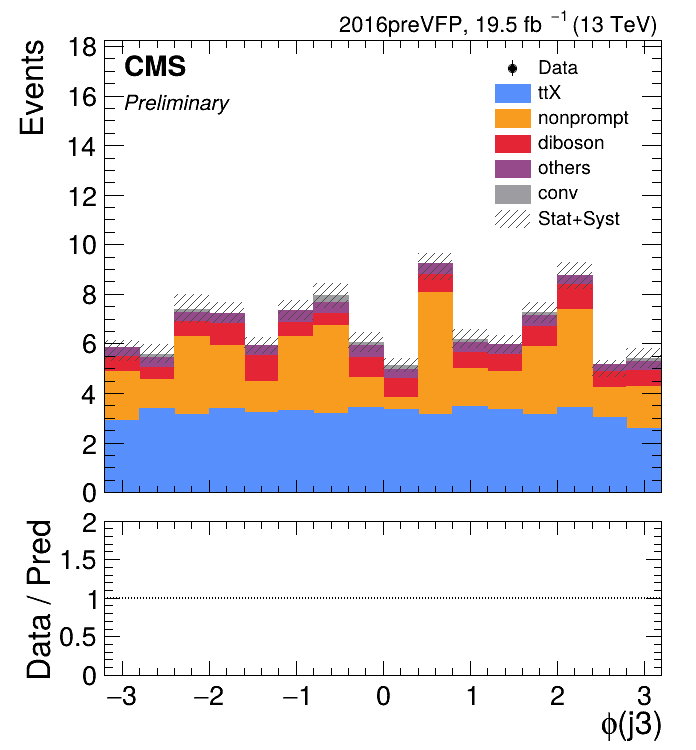 2016preVFP, 19.5 fb⁻¹ (13 TeV)
Events
CMS
Preliminary
Data
ttX
nonprompt
diboson
others
conv
Stat+Syst
18
16
14
12
10
8
6
4
2
0
Data / Pred
2
1.5
1
0.5
0
−3 −2 −1 0 1 2 3
ϕ(j3)